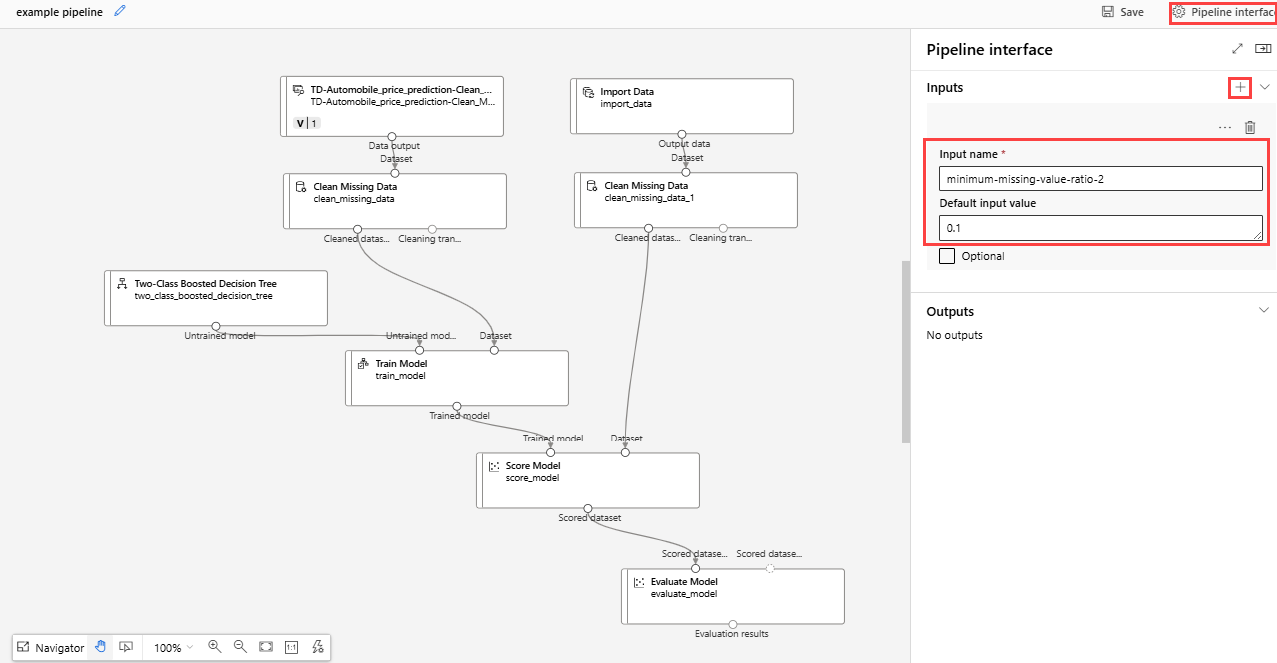 example pipeline
Save
Pipeline interface
TD-Automobile_price_prediction-Clean_...
TD-Automobile_price_prediction-Clean_M...
V | 1
Data output
Dataset
Import Data
import_data
Output data
Dataset
Clean Missing Data
clean_missing_data
Cleaned datas...
Cleaning tran...
Clean Missing Data
clean_missing_data_1
Cleaned datas...
Cleaning tran...
Two-Class Boosted Decision Tree
two_class_boosted_decision_tree
Untrained model
Untrained mod...
Dataset
Train Model
train_model
Trained model
Trained model
Dataset
Score Model
score_model
Scored dataset
Scored datase...
Scored datase...
Evaluate Model
evaluate_model
Evaluation results
Navigator
100%
1:1
Pipeline interface
Inputs
Input name *
minimum-missing-value-ratio-2
Default input value
0.1
Optional
Outputs
No outputs